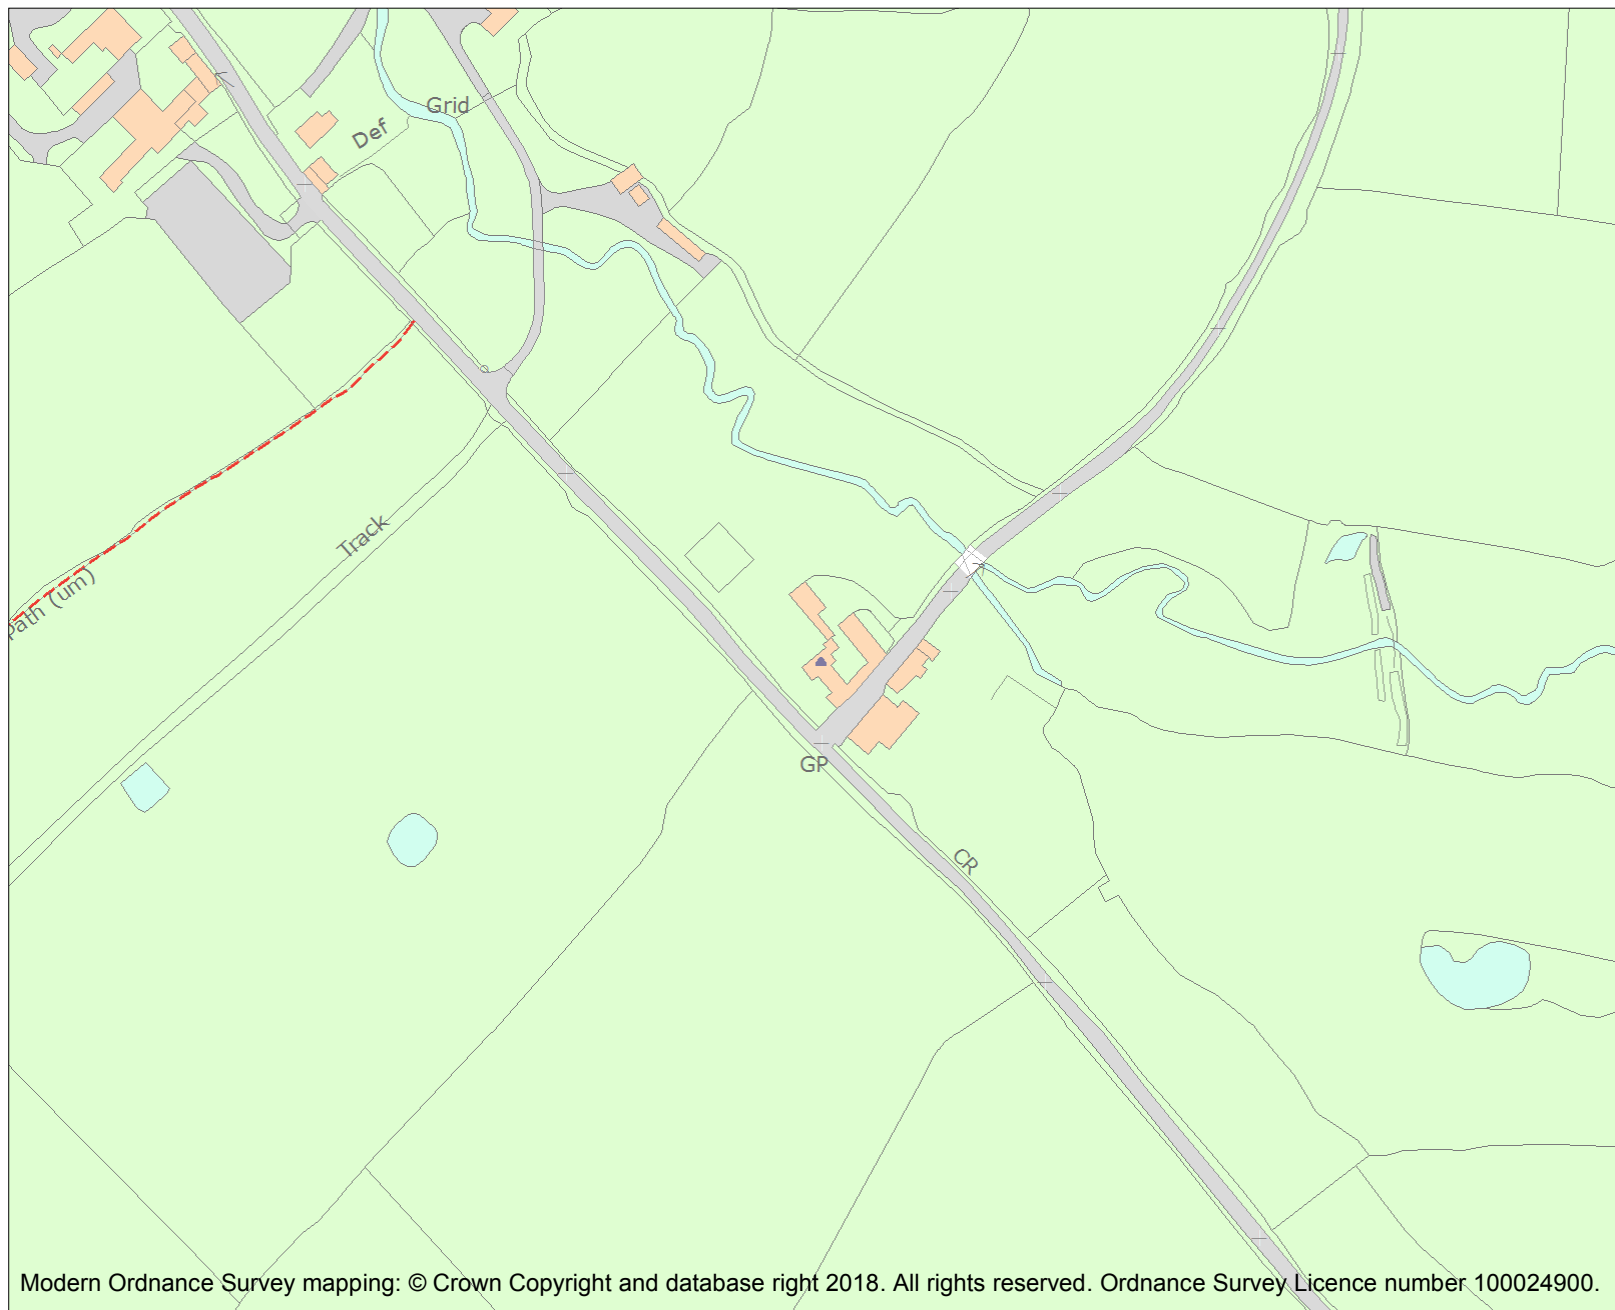 Grid
Def
Track
Path (um)
GP
CR
Modern Ordnance Survey mapping: © Crown Copyright and database right 2018. All rights reserved. Ordnance Survey Licence number 100024900.